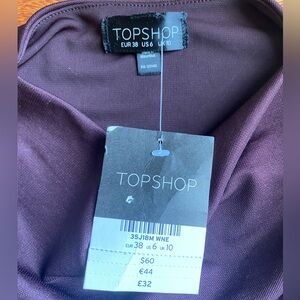 TOPSHOP
EUR 38 US 6 UK 10
TOPSHOP
35J18M WNE
EUR 38 US 6 UK 10
$60
€44
£32